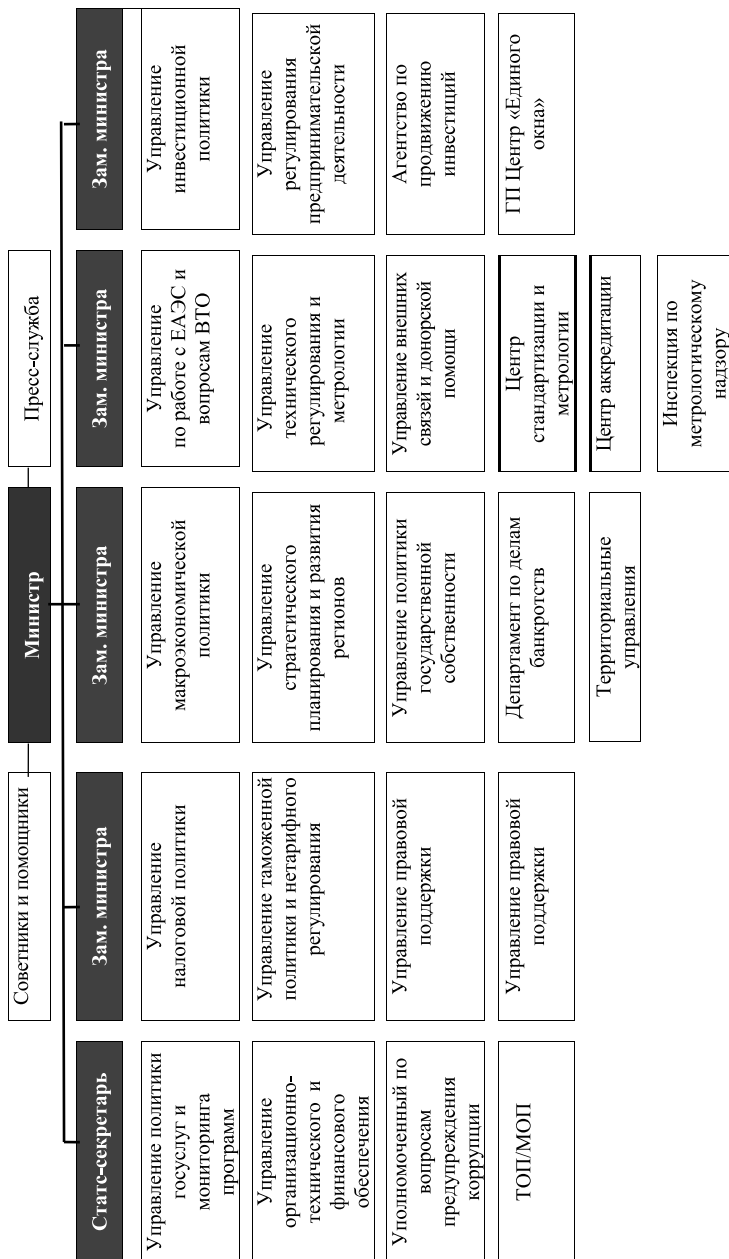 Советники и помощники
Министр
Пресс-служба
Статс-секретарь
Управление политики
госуслуг и
мониторинга
программ
Управление
организационно-
технического и
финансового
обеспечения
Уполномоченный по
вопросам
предупреждения
коррупции
ТОП/МОП
Зам. министра
Управление
налоговой политики
Управление таможенной
политики и нетарифного
регулирования
Управление правовой
поддержки
Управление правовой
поддержки
Зам. министра
Управление
макроэкономической
политики
Управление
стратегического
планирования и развития
регионов
Управление политики
государственной
собственности
Департамент по делам
банкротств
Территориальные
управления
Зам. министра
Управление
по работе с ЕАЭС и
вопросам ВТО
Управление
технического
регулирования и
метрологии
Управление внешних
связей и донорской
помощи
Центр
стандартизации и
метрологии
Центр аккредитации
Инспекция по
метрологическому
надзору
Зам. министра
Управление
инвестиционной
политики
Управление
регулирования
предпринимательской
деятельности
Агентство по
продвижению
инвестиций
ГП Центр «Единого
окна»